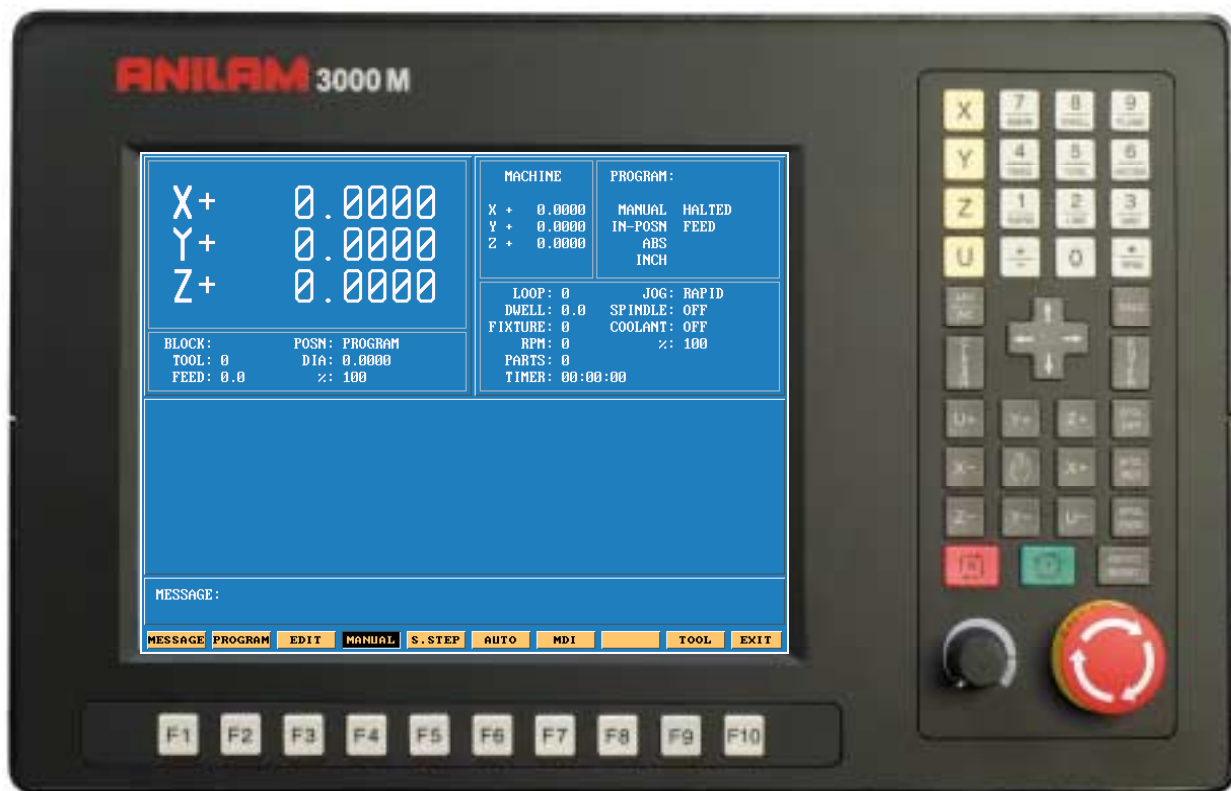 ANILAM 3000 M
X+ 0.0000
Y+ 0.0000
Z+ 0.0000
BLOCK: POSN: PROGRAM
TOOL: 0 DIA: 0.0000
FEED: 0.0 %: 100
MACHINE
X + 0.0000
Y + 0.0000
Z + 0.0000
PROGRAM:
MANUAL HALTED
IN-POSN FEED
ABS
INCH
LOOP: 0 JOG: RAPID
DWELL: 0.0 SPINDLE: OFF
FIXTURE: 0 COOLANT: OFF
RPM: 0 %: 100
PARTS: 0
TIMER: 00:00:00
MESSAGE:
MESSAGE PROGRAM EDIT MANUAL S.STEP AUTO MDI TOOL EXIT
F1 F2 F3 F4 F5 F6 F7 F8 F9 F10
X 7 8 9
Y 4 5 6
Z 1 2 3
U 0
U+ Y+ Z+
X- X+
Z- Y- U-